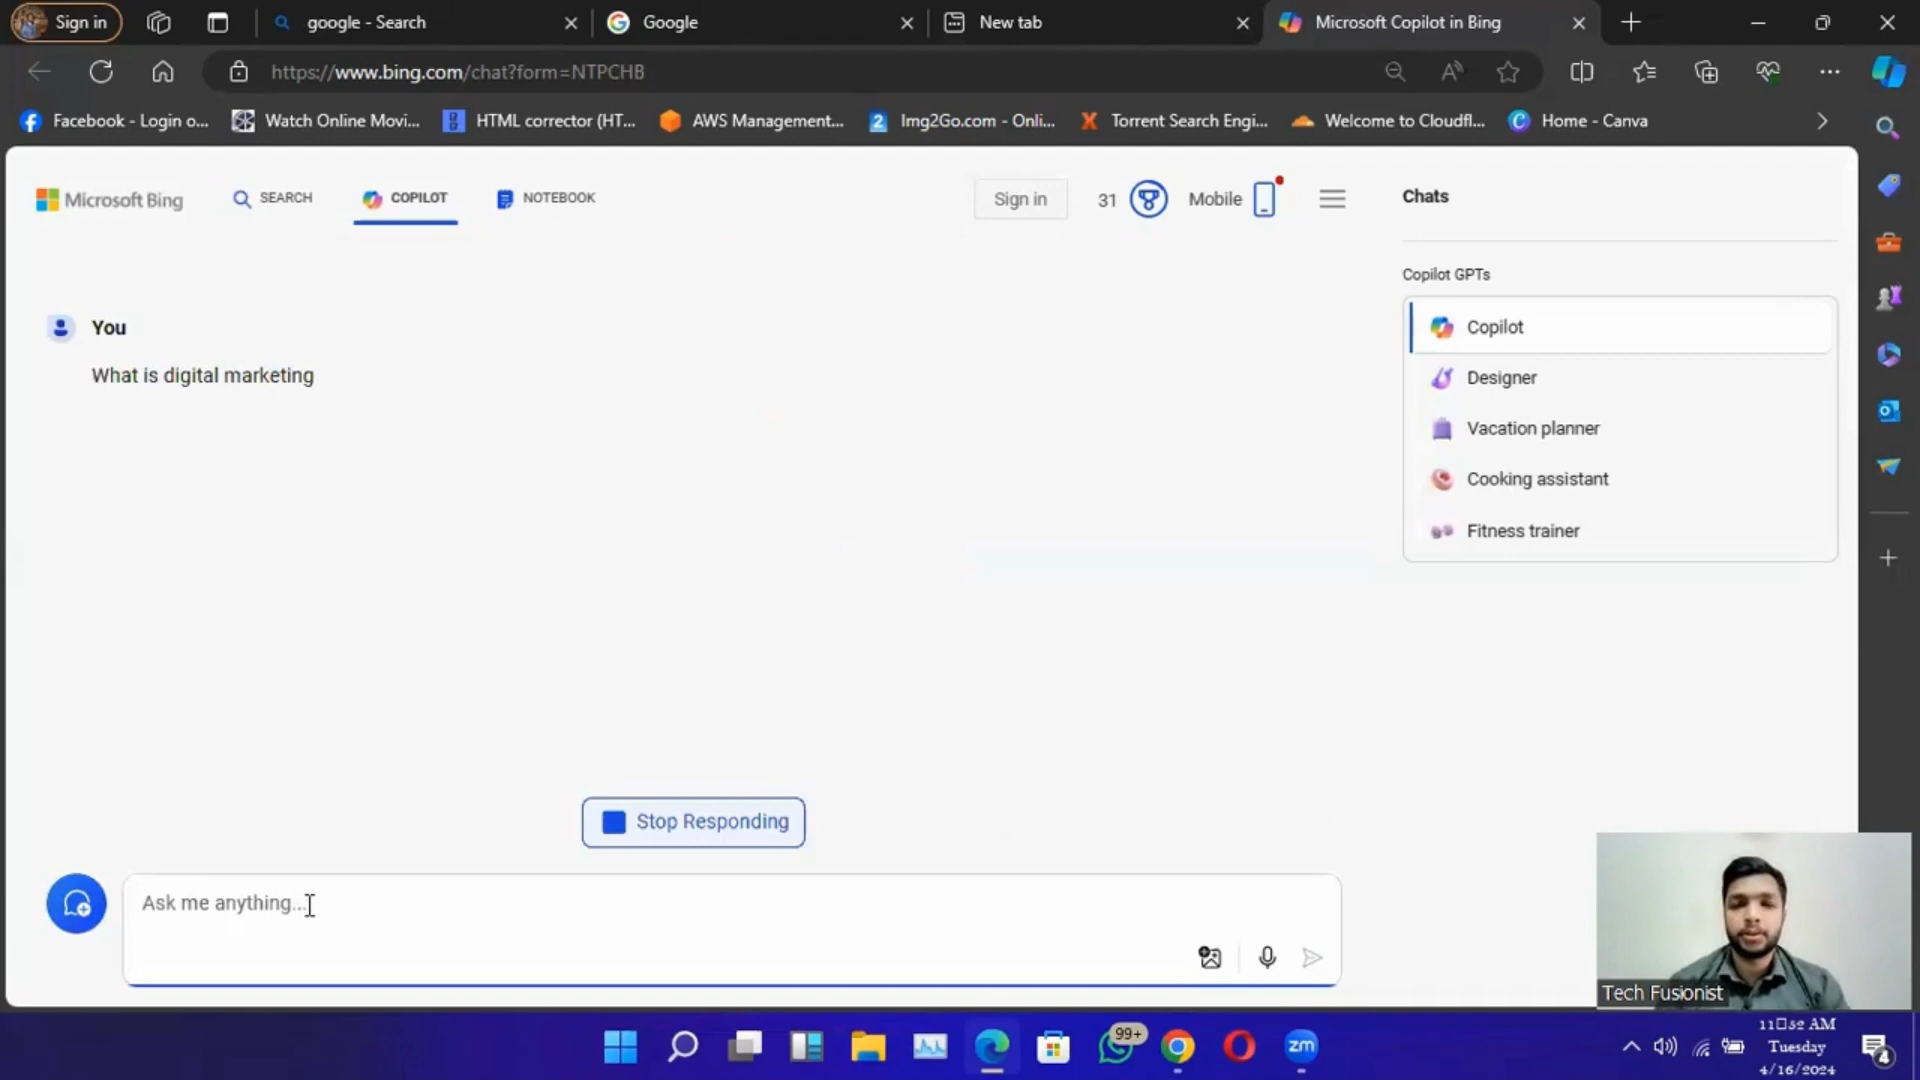 Sign in
google - Search
Google
New tab
Microsoft Copilot in Bing
https://www.bing.com/chat?form=NTPCHB
Facebook - Login o...
Watch Online Movi...
HTML corrector (HT...
AWS Management...
Img2Go.com - Onli...
Torrent Search Engi...
Welcome to Cloudfl...
Home - Canva
Microsoft Bing
SEARCH
COPILOT
NOTEBOOK
Sign in
31
Mobile
Chats
Copilot GPTs
Copilot
Designer
Vacation planner
Cooking assistant
Fitness trainer
You
What is digital marketing
Stop Responding
Ask me anything...
Tech Fusionist
99+
zm
11□52 AM
Tuesday
4/16/2024
4